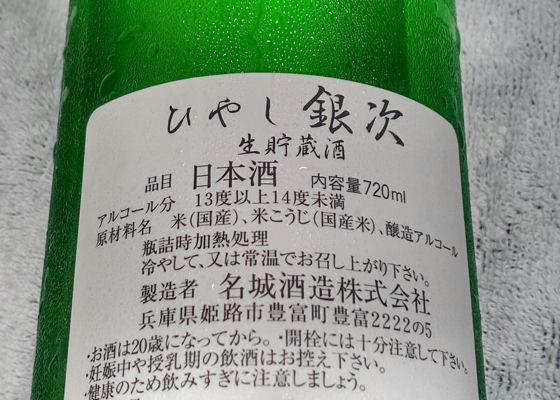 ひやし銀次
生貯蔵酒
品目 日本酒 内容量720ml
アルコール分 13度以上14度未満
原材料名 米(国産)、米こうじ(国産米)、醸造アルコール
瓶詰時加熱処理
冷やして、又は常温でお召し上がり下さい。
製造者 名城酒造株式会社
兵庫県姫路市豊富町豊富2222の5
・お酒は20歳になってから。・開栓には十分注意して下さい。
・妊娠中や授乳期の飲酒はお控え下さい。
・健康のため飲みすぎに注意しましょう。